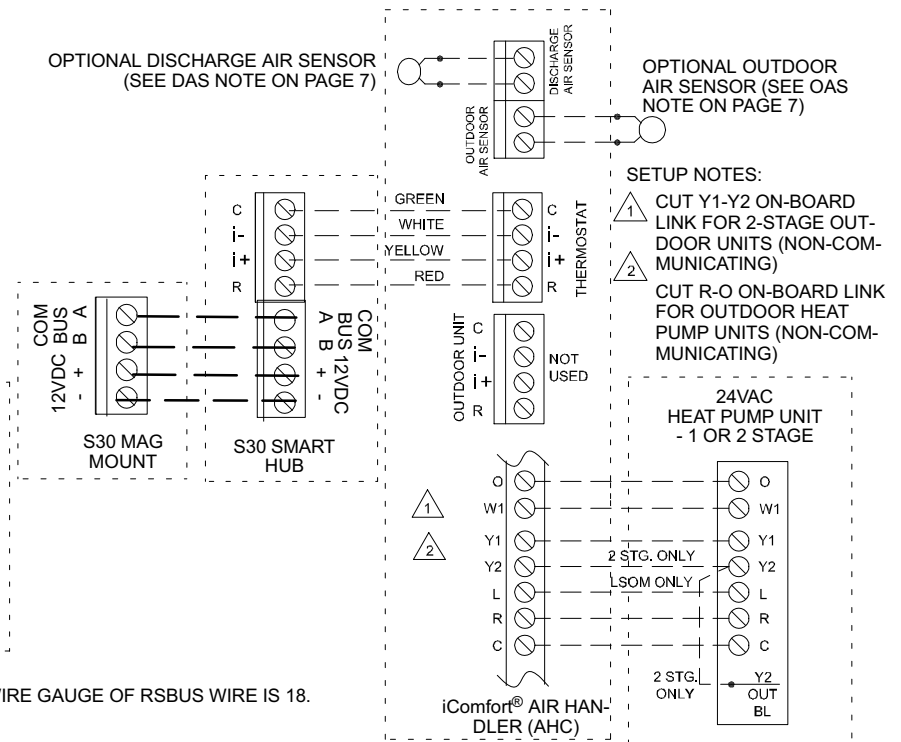 OPTIONAL DISCHARGE AIR SENSOR
(SEE DAS NOTE ON PAGE 7)
DISCHARGE
AIR SENSOR
OUTDOOR
AIR SENSOR
OPTIONAL OUTDOOR
AIR SENSOR (SEE OAS
NOTE ON PAGE 7)
SETUP NOTES:
1
CUT Y1-Y2 ON-BOARD
LINK FOR 2-STAGE OUT-
DOOR UNITS (NON-COM-
MUNICATING)
2
CUT R-O ON-BOARD LINK
FOR OUTDOOR HEAT
PUMP UNITS (NON-COM-
MUNICATING)
C
i-
i+
R
GREEN
WHITE
YELLOW
RED
C
i-
i+
R
THERMOSTAT
COM
BUS
A
B
12VDC
+
-
S30 MAG
MOUNT
A
B
+
-
COM
BUS
12VDC
S30 SMART
HUB
OUTDOOR UNIT
C
i-
i+
R
NOT
USED
24VAC
HEAT PUMP UNIT
- 1 OR 2 STAGE
1
2
O
W1
Y1
Y2
L
R
C
2 STG. ONLY
LSOM ONLY
2 STG.
ONLY
O
W1
Y1
Y2
L
R
C
Y2
OUT
BL
iComfort® AIR HAN-
DLER (AHC)
WIRE GAUGE OF RSBUS WIRE IS 18.